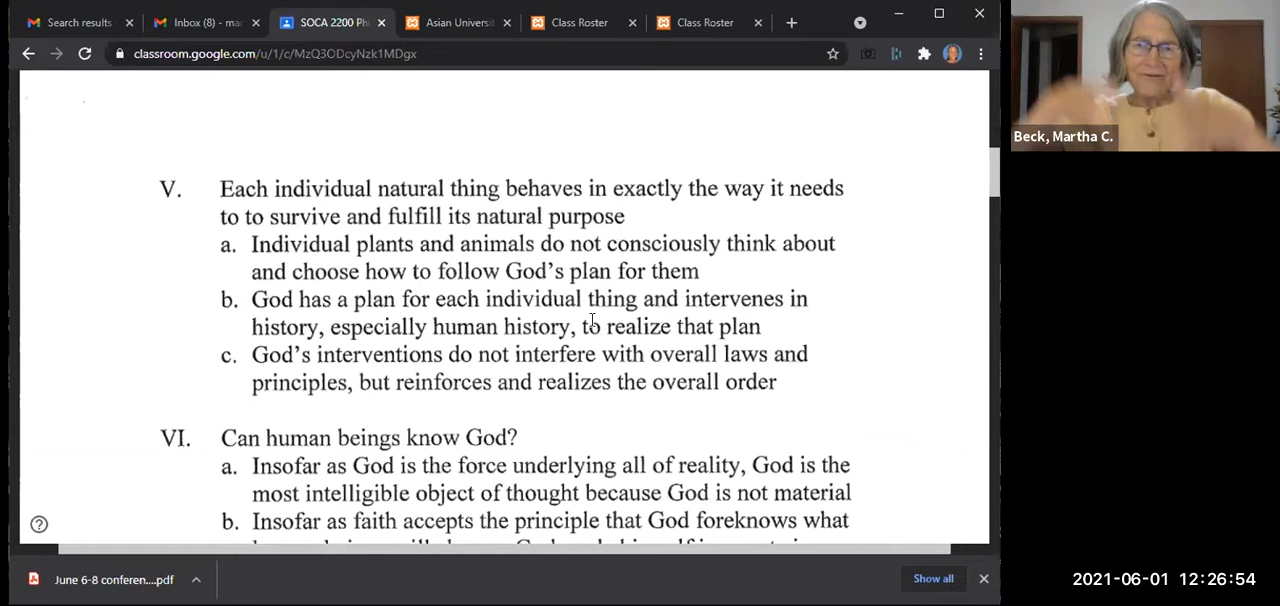 Search results
Inbox (8) - mar
SOCA 2200 Ph
Asian Universit
Class Roster
Class Roster
classroom.google.com/u/1/c/MzQ3ODcyNzk1MDgx
Beck, Martha C.
V. Each individual natural thing behaves in exactly the way it needs
to to survive and fulfill its natural purpose
a. Individual plants and animals do not consciously think about
and choose how to follow God's plan for them
b. God has a plan for each individual thing and intervenes in
history, especially human history, to realize that plan
c. God's interventions do not interfere with overall laws and
principles, but reinforces and realizes the overall order
VI. Can human beings know God?
a. Insofar as God is the force underlying all of reality, God is the
most intelligible object of thought because God is not material
b. Insofar as faith accepts the principle that God foreknows what
June 6-8 conferen....pdf
Show all
2021-06-01 12:26:54